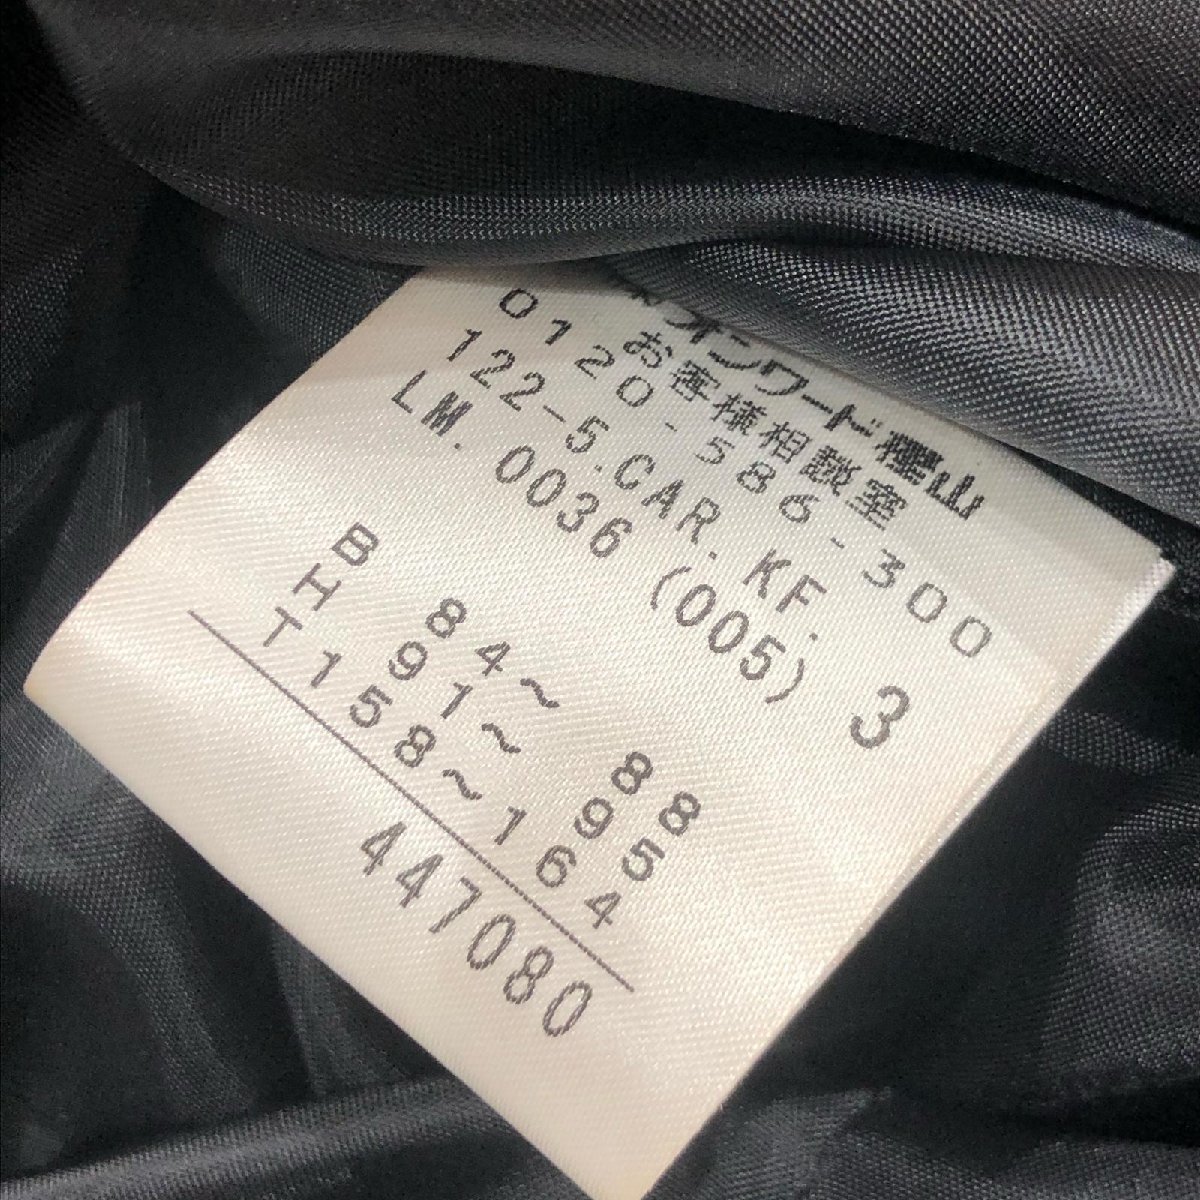 オンワード樫山
お客様相談室
0120-586-300
122-5.CAR.KF.
LM.0036 (005) 3
B 84~ 88
H 91~ 95
T158~164
447080